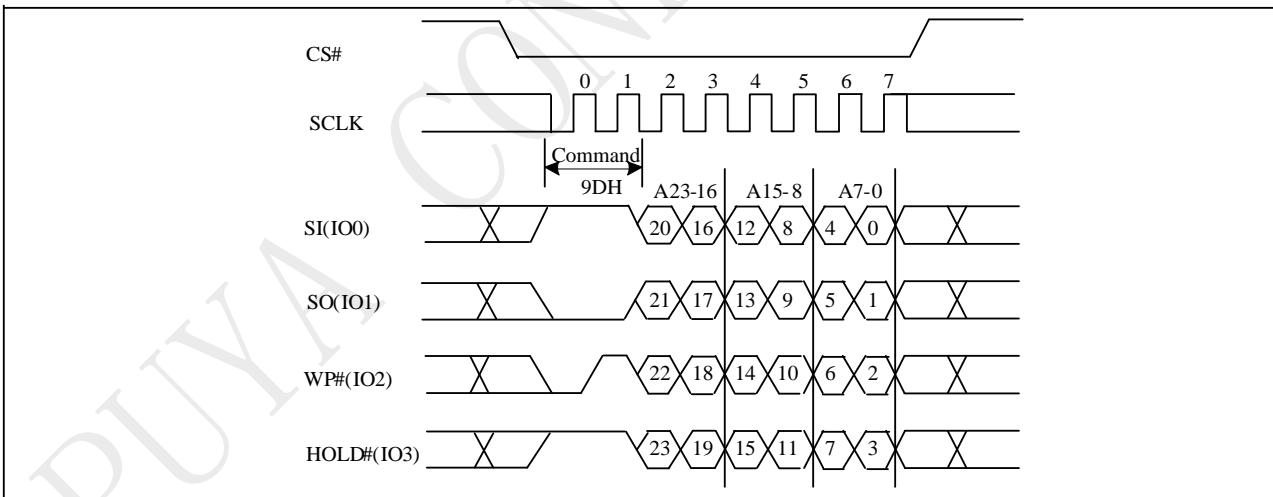 PUYA CON
CS#
0 1 2 3 4 5 6 7
SCLK
Command
9DH
A23-16 A15-8 A7-0
SI(IO0) 20 16 12 8 4 0
SO(IO1) 21 17 13 9 5 1
WP#(IO2) 22 18 14 10 6 2
HOLD#(IO3) 23 19 15 11 7 3